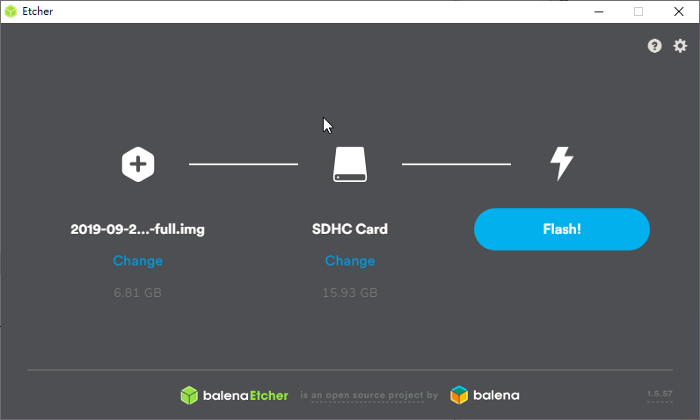 Etcher
2019-09-2...-full.img
SDHC Card
Flash!
Change
Change
6.81 GB
15.93 GB
balenaEtcher is an open source project by balena
1.5.57